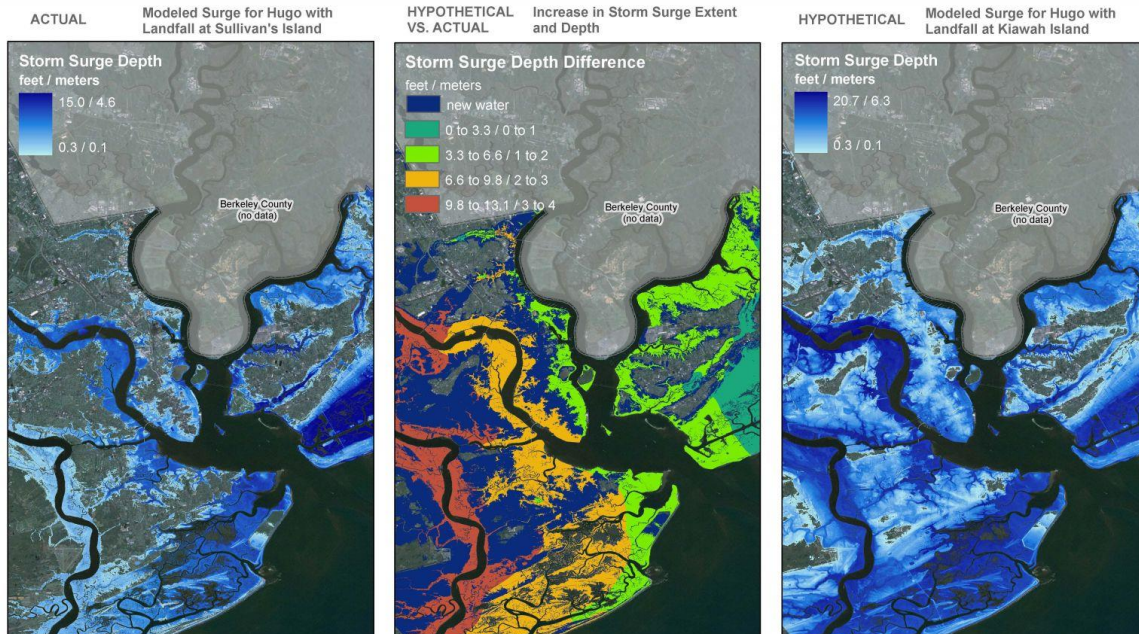 ACTUAL
Modeled Surge for Hugo with
Landfall at Sullivan's Island
Storm Surge Depth
feet / meters
15.0 / 4.6
0.3 / 0.1
Berkeley County
(no data)
HYPOTHETICAL
VS. ACTUAL
Increase in Storm Surge Extent
and Depth
Storm Surge Depth Difference
feet / meters
new water
0 to 3.3 / 0 to 1
3.3 to 6.6 / 1 to 2
6.6 to 9.8 / 2 to 3
9.8 to 13.1 / 3 to 4
Berkeley County
(no data)
HYPOTHETICAL
Modeled Surge for Hugo with
Landfall at Kiawah Island
Storm Surge Depth
feet / meters
20.7 / 6.3
0.3 / 0.1
Berkeley County
(no data)